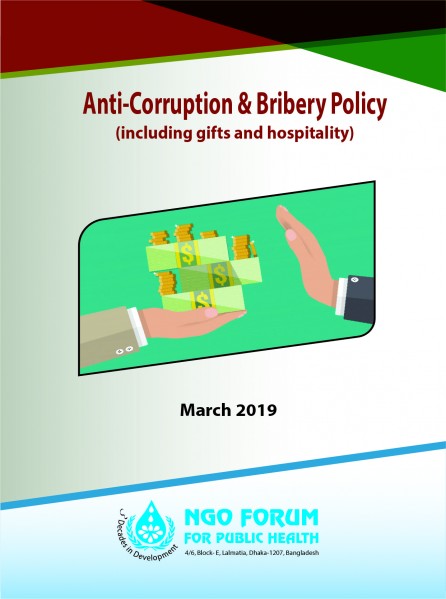 Anti-Corruption & Bribery Policy
(including gifts and hospitality)
$
$
$
March 2019
Decades in Development
NGO FORUM
FOR PUBLIC HEALTH
4/6, Block- E, Lalmatia, Dhaka-1207, Bangladesh